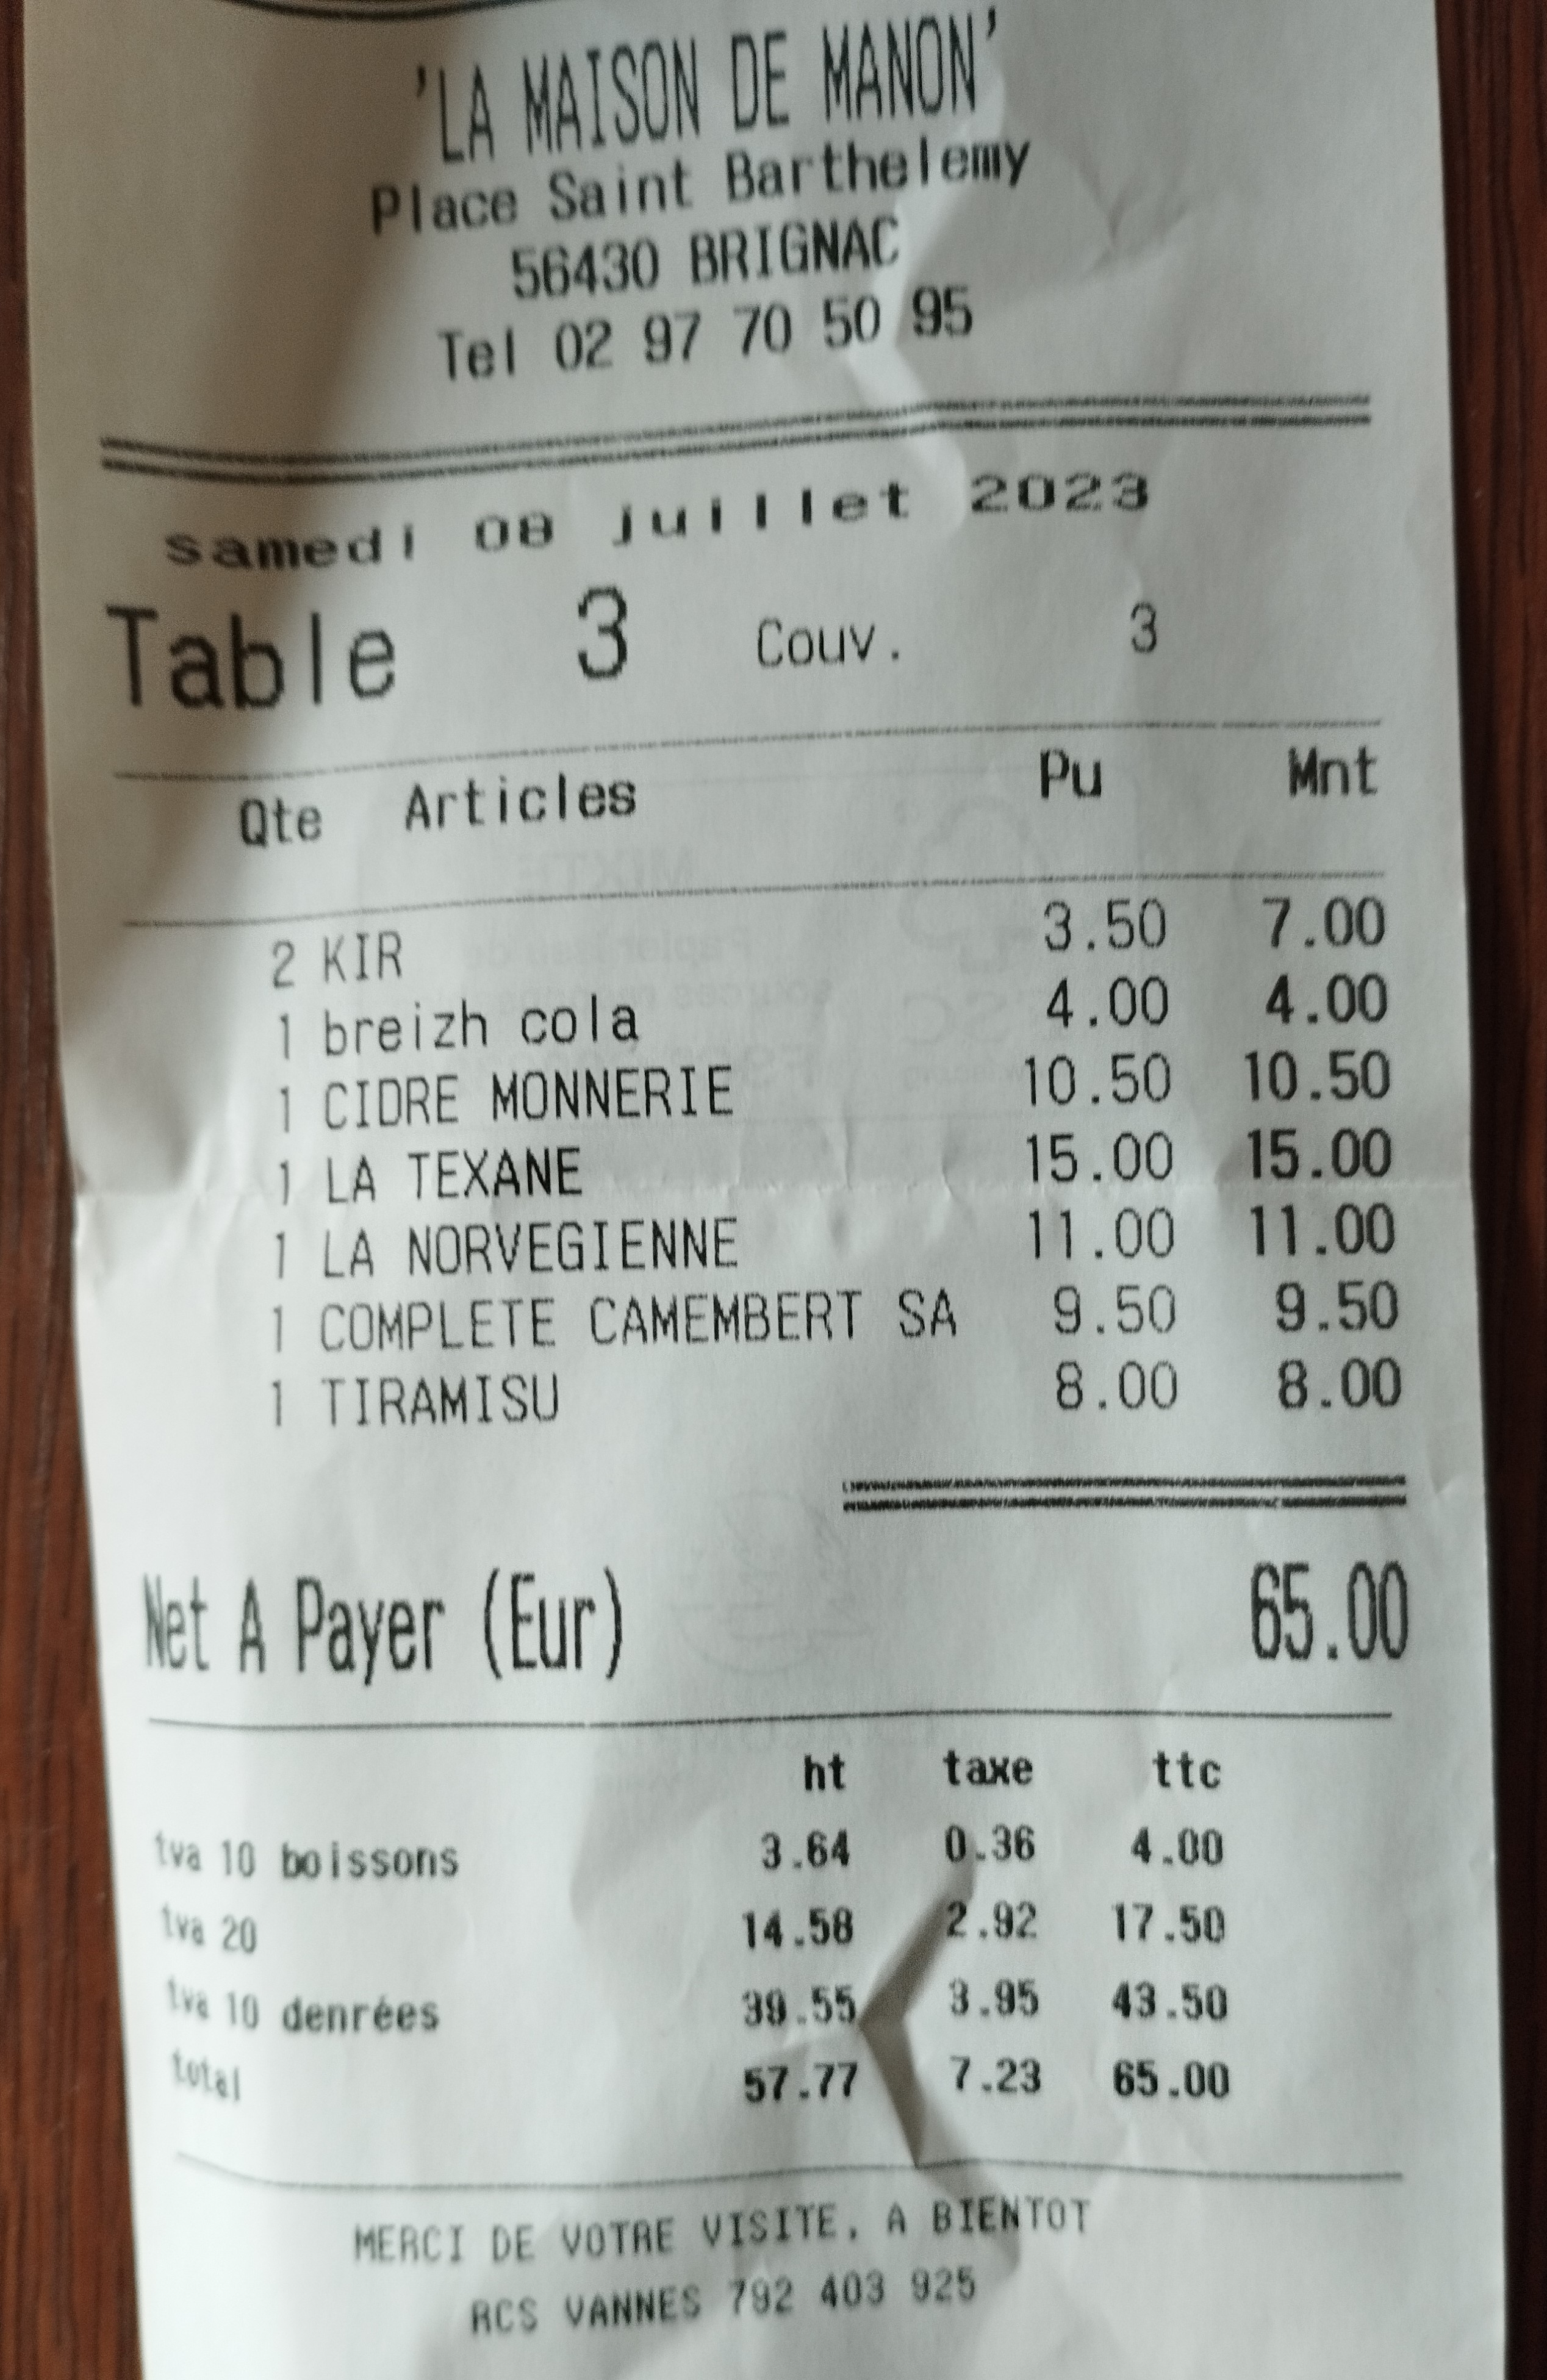 'LA MAISON DE MANON'
Place Saint Barthelemy
56430 BRIGNAC
Tel 02 97 70 50 95
samedi 08 juillet 2023
Table 3 Couv. 3
Qte Articles Pu Mnt
2 KIR 3.50 7.00
1 breizh cola 4.00 4.00
1 CIDRE MONNERIE 10.50 10.50
1 LA TEXANE 15.00 15.00
1 LA NORVEGIENNE 11.00 11.00
1 COMPLETE CAMEMBERT SA 9.50 9.50
1 TIRAMISU 8.00 8.00
Net A Payer (Eur) 65.00
ht taxe ttc
tva 10 boissons 3.64 0.36 4.00
tva 20 14.58 2.92 17.50
tva 10 denrées 39.55 3.95 43.50
total 57.77 7.23 65.00
MERCI DE VOTRE VISITE, A BIENTOT
RCS VANNES 792 403 925